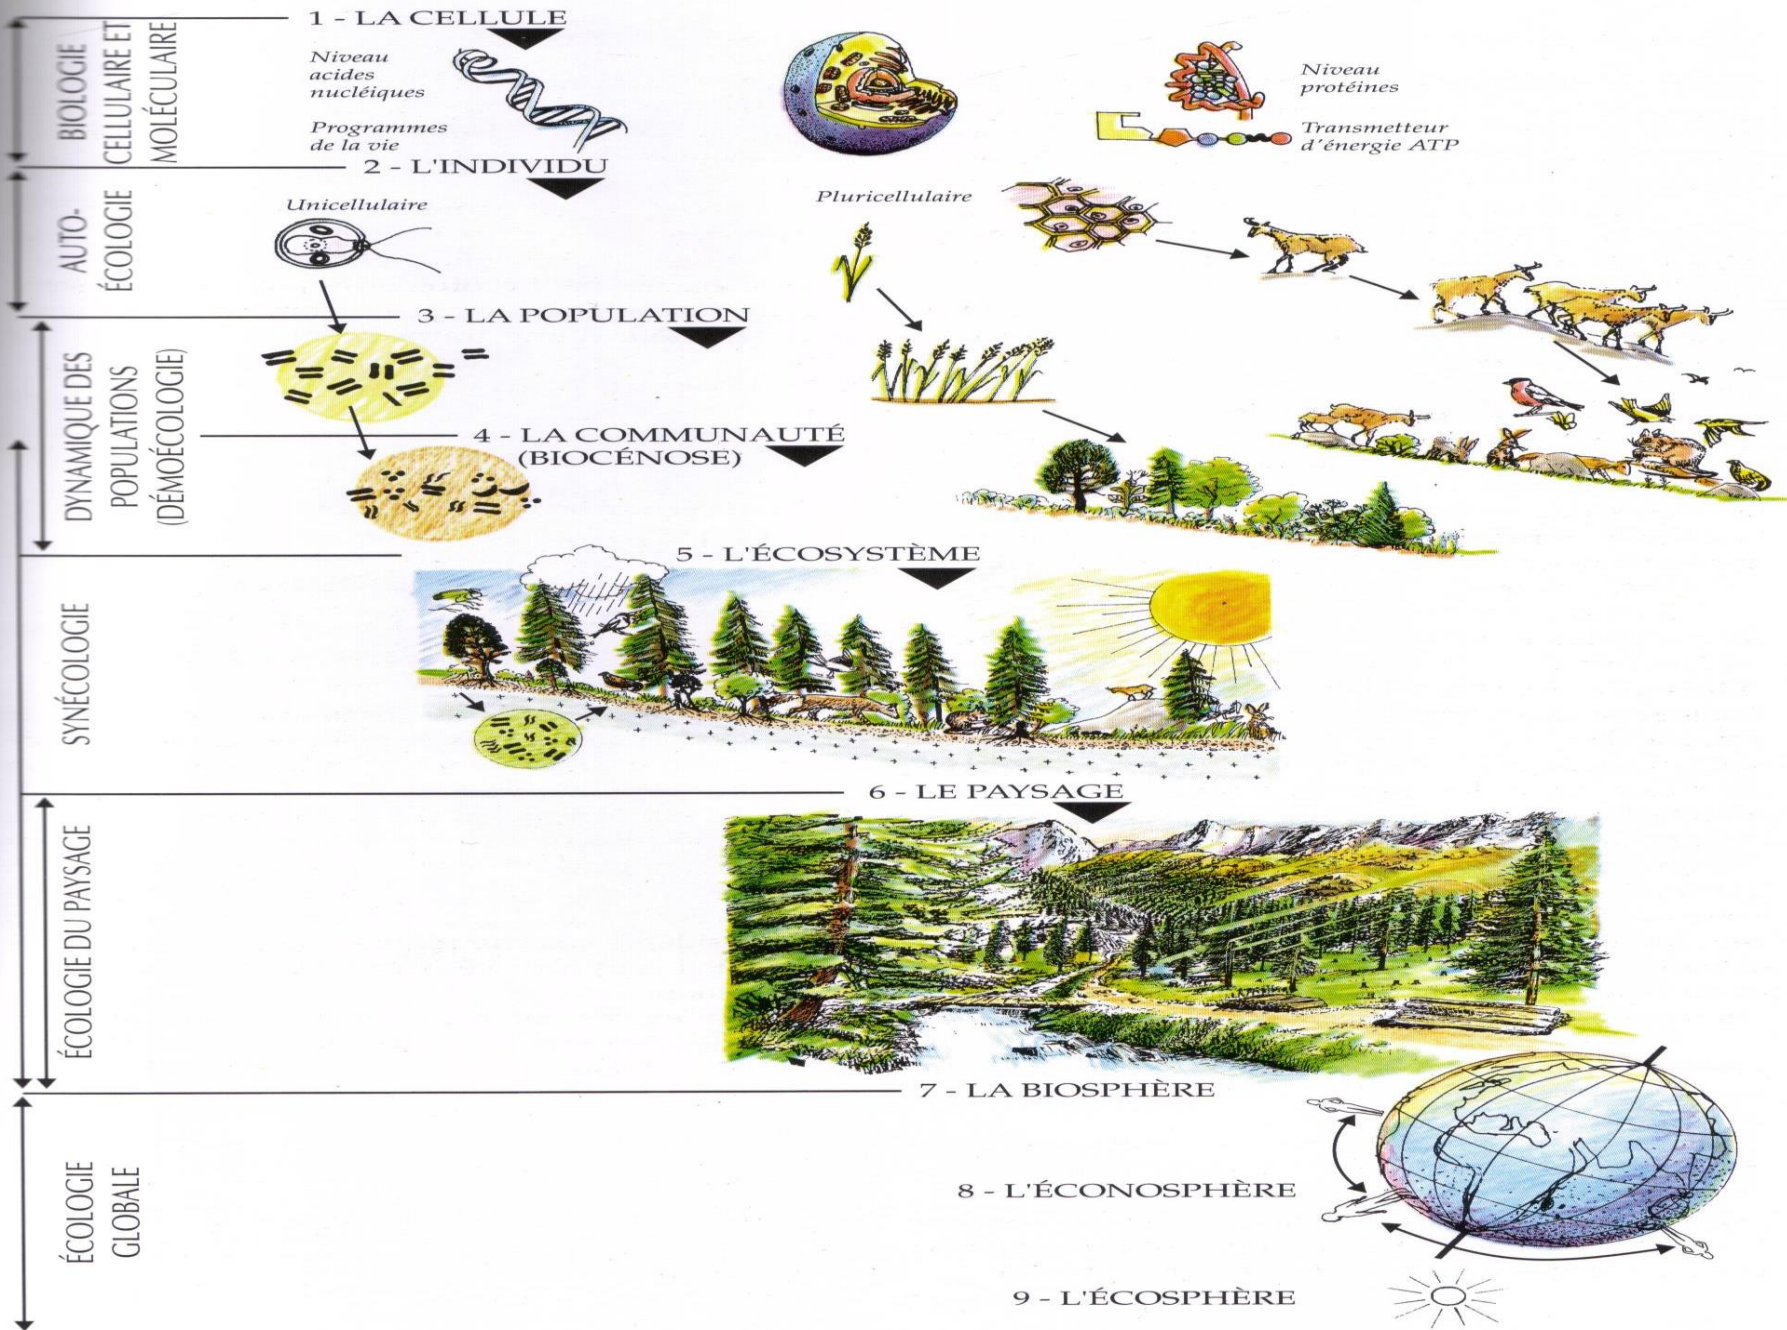 1 - LA CELLULE
Niveau
acides
nucléiques
Programmes
de la vie
Niveau
protéines
Transmetteur
d'énergie ATP
BIOLOGIE
CELLULAIRE ET
MOLÉCULAIRE
2 - L'INDIVIDU
Unicellulaire
Pluricellulaire
AUTO-
ÉCOLOGIE
3 - LA POPULATION
DYNAMIQUE DES
POPULATIONS
(DÉMOÉCOLOGIE)
4 - LA COMMUNAUTÉ
(BIOCÉNOSE)
5 - L'ÉCOSYSTÈME
SYNÉCOLOGIE
6 - LE PAYSAGE
ÉCOLOGIE DU PAYSAGE
7 - LA BIOSPHÈRE
8 - L'ÉCONOSPHÈRE
ÉCOLOGIE
GLOBALE
9 - L'ÉCOSPHÈRE